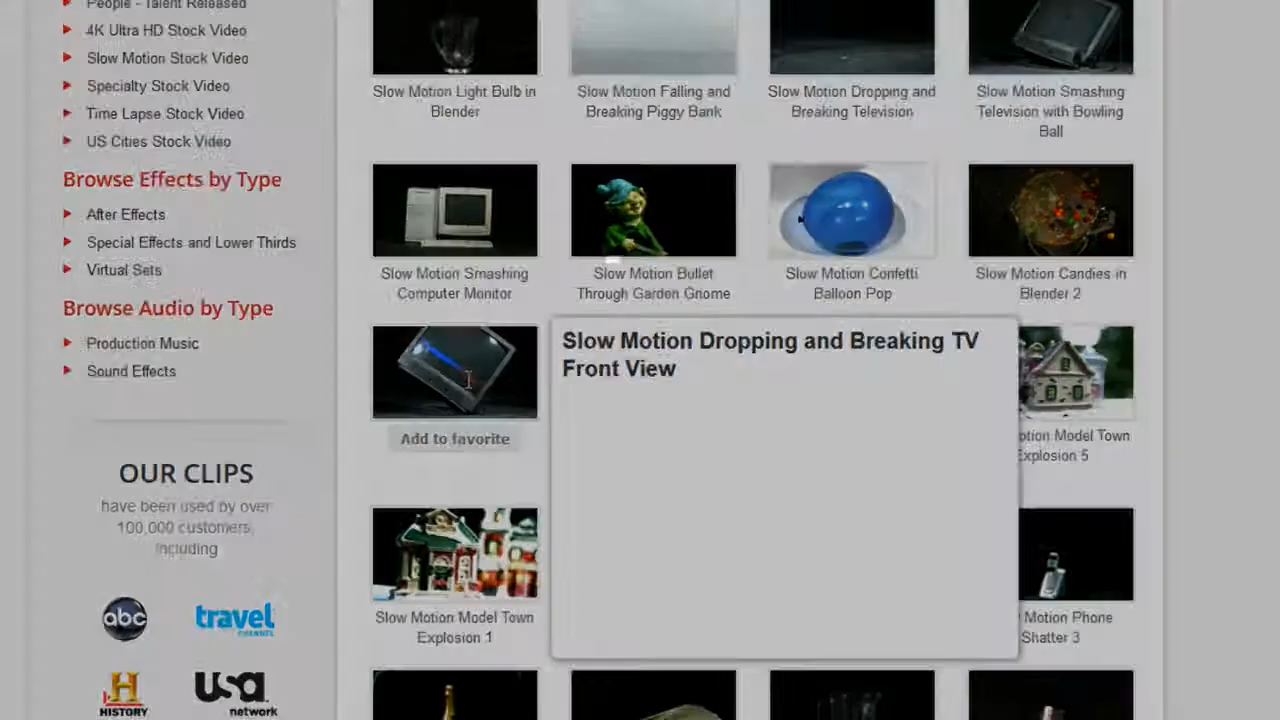 People - Talent Released
4K Ultra HD Stock Video
Slow Motion Stock Video
Specialty Stock Video
Time Lapse Stock Video
US Cities Stock Video
Browse Effects by Type
After Effects
Special Effects and Lower Thirds
Virtual Sets
Browse Audio by Type
Production Music
Sound Effects
OUR CLIPS
have been used by over
100,000 customers,
including
abc
travel
CHANNEL
H
HISTORY
usa
network
Slow Motion Light Bulb in
Blender
Slow Motion Falling and
Breaking Piggy Bank
Slow Motion Dropping and
Breaking Television
Slow Motion Smashing
Television with Bowling
Ball
Slow Motion Smashing
Computer Monitor
Slow Motion Bullet
Through Garden Gnome
Slow Motion Confetti
Balloon Pop
Slow Motion Candies in
Blender 2
Add to favorite
Slow Motion Dropping and Breaking TV
Front View
otion Model Town
Explosion 5
Slow Motion Model Town
Explosion 1
Motion Phone
Shatter 3